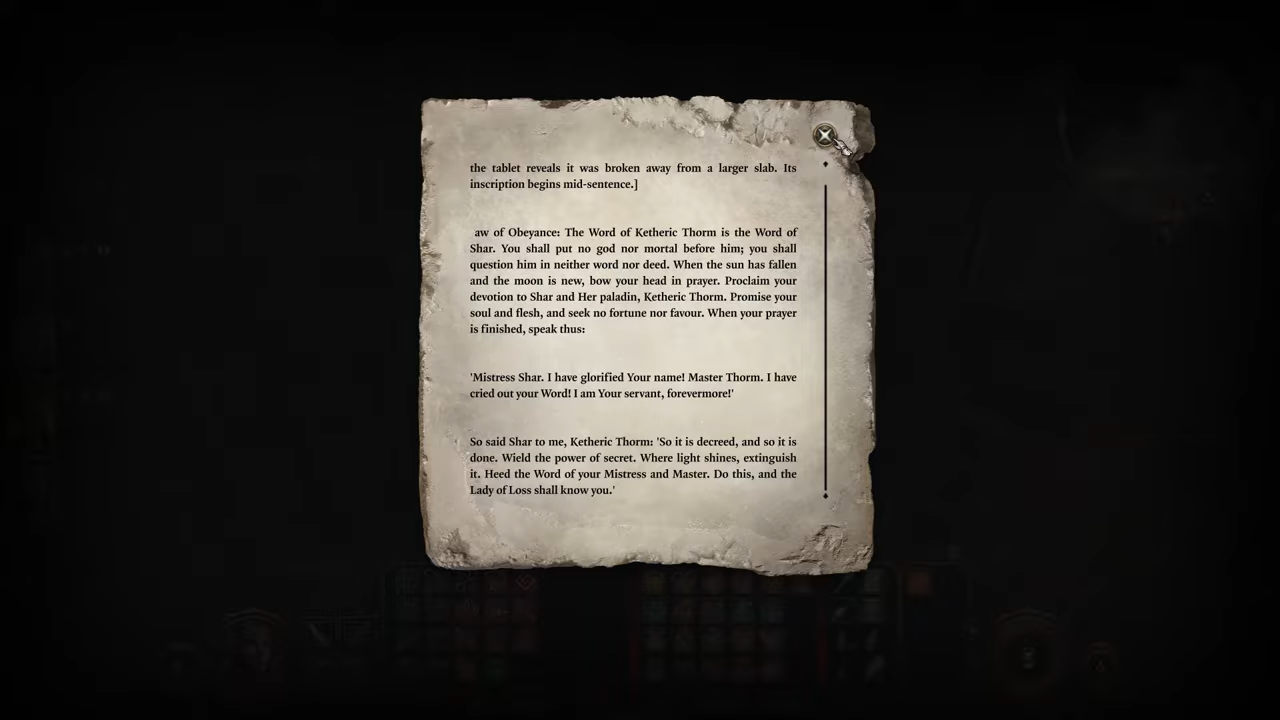 the tablet reveals it was broken away from a larger slab. Its
inscription begins mid-sentence.]
aw of Obeyance: The Word of Ketheric Thorm is the Word of
Shar. You shall put no god nor mortal before him; you shall
question him in neither word nor deed. When the sun has fallen
and the moon is new, bow your head in prayer. Proclaim your
devotion to Shar and Her paladin, Ketheric Thorm. Promise your
soul and flesh, and seek no fortune nor favour. When your prayer
is finished, speak thus:
'Mistress Shar. I have glorified Your name! Master Thorm. I have
cried out your Word! I am Your servant, forevermore!'
So said Shar to me, Ketheric Thorm: 'So it is decreed, and so it is
done. Wield the power of secret. Where light shines, extinguish
it. Heed the Word of your Mistress and Master. Do this, and the
Lady of Loss shall know you.'